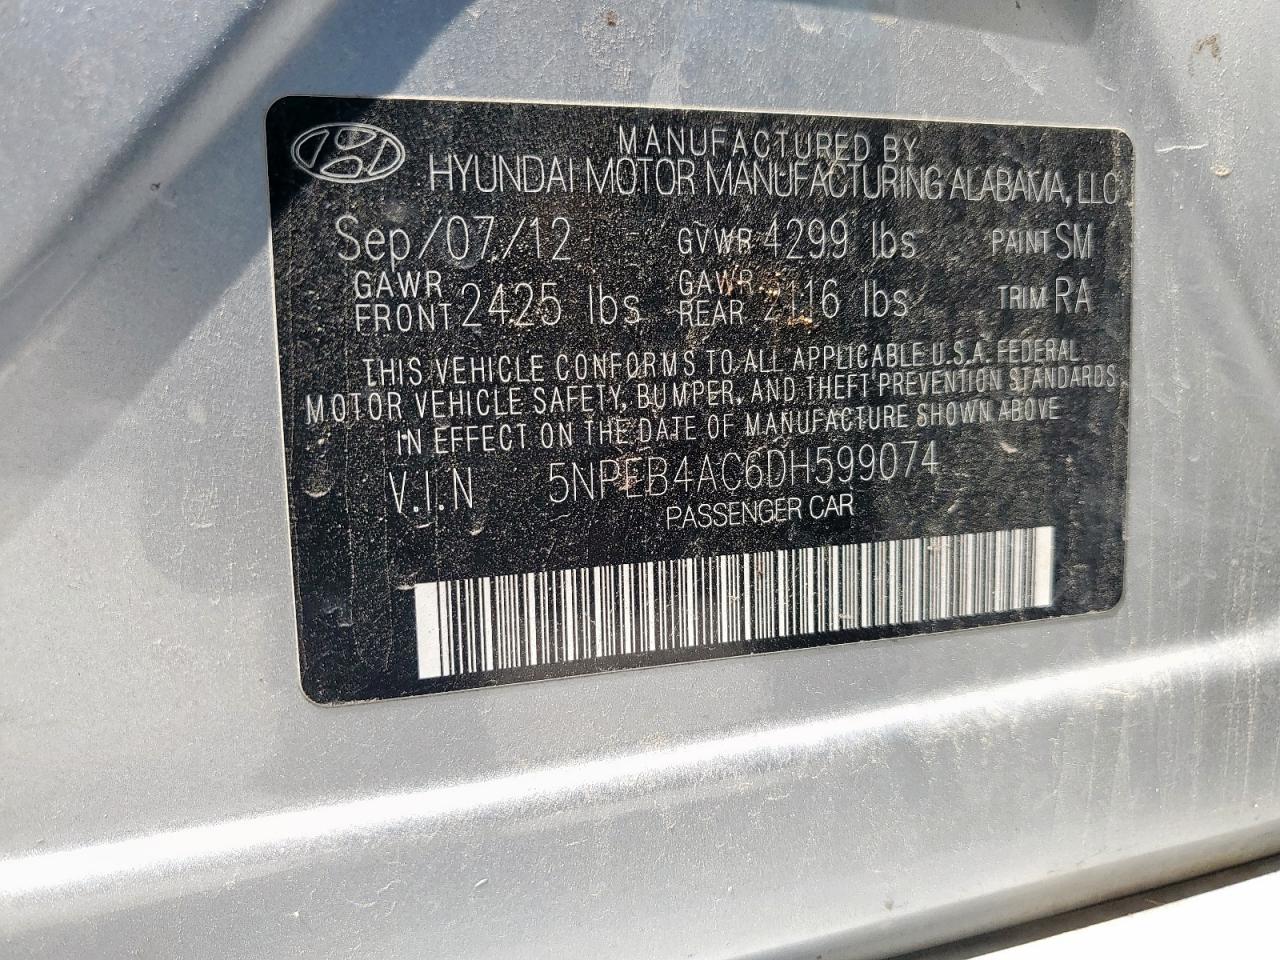 MANUFACTURED BY
HYUNDAI MOTOR MANUFACTURING ALABAMA, LLC
Sep/07/12 GVWR 4299 lbs PAINT SM
GAWR FRONT 2425 lbs GAWR REAR 2116 lbs TRIM RA
THIS VEHICLE CONFORMS TO ALL APPLICABLE U.S.A. FEDERAL
MOTOR VEHICLE SAFETY, BUMPER, AND THEFT PREVENTION STANDARDS
IN EFFECT ON THE DATE OF MANUFACTURE SHOWN ABOVE
V.I.N 5NPEB4AC6DH599074
PASSENGER CAR